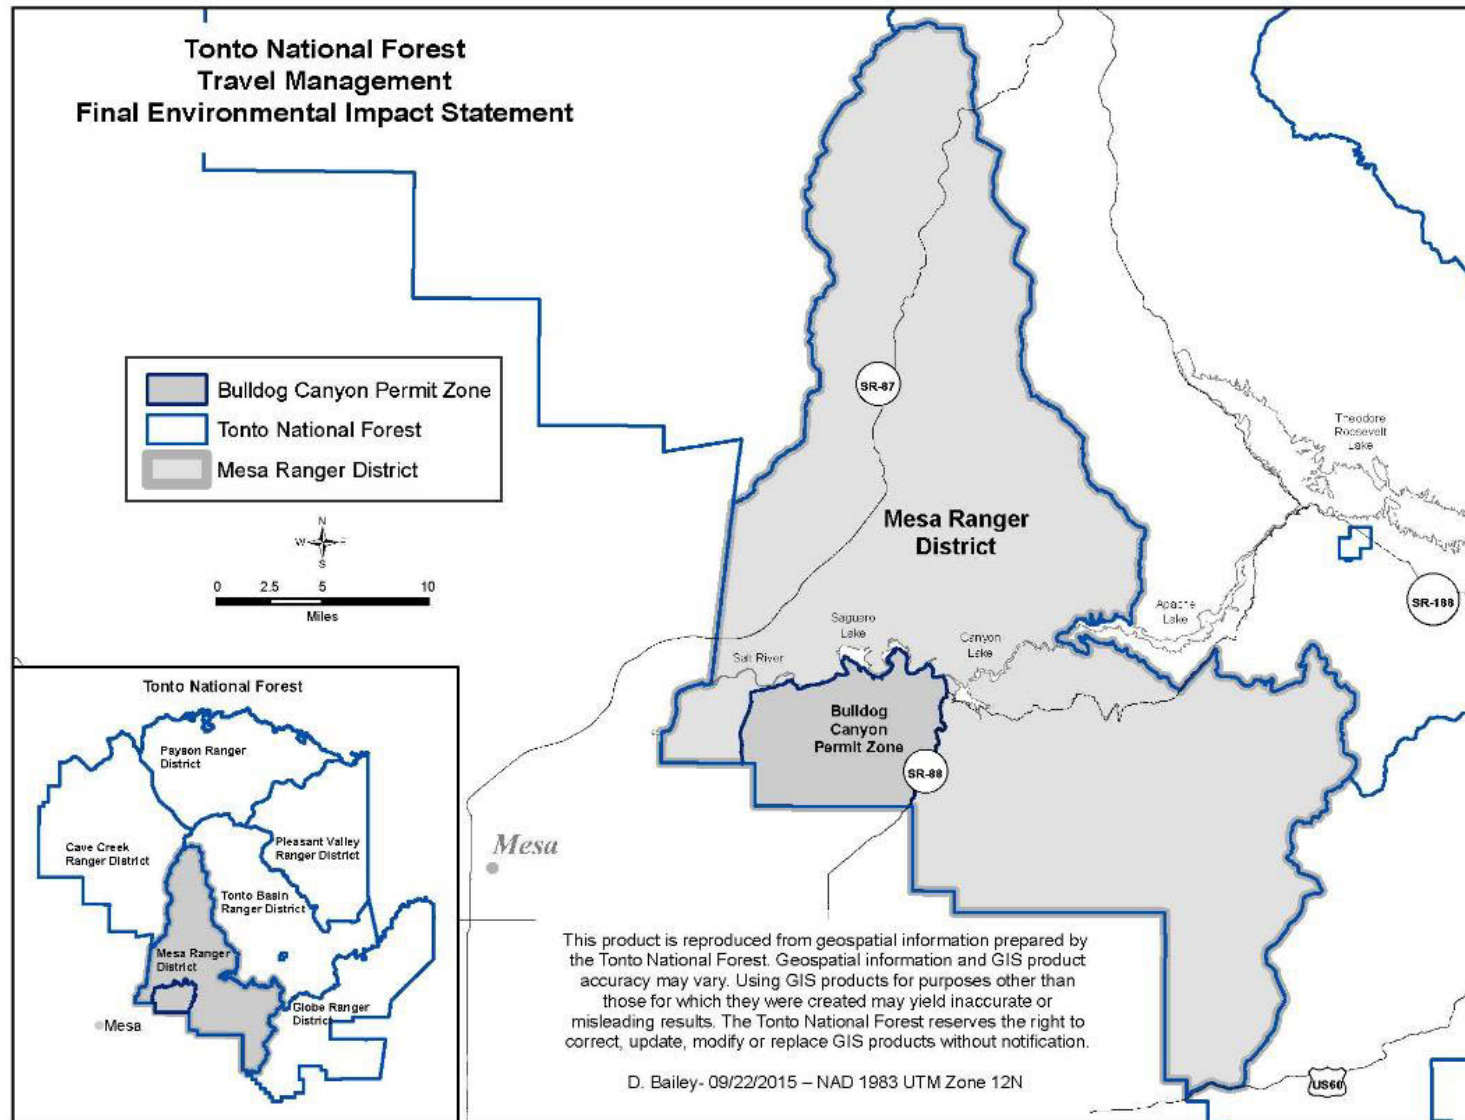 Tonto National Forest
Travel Management
Final Environmental Impact Statement
Bulldog Canyon Permit Zone
Tonto National Forest
Mesa Ranger District
N
W
E
S
0 2.5 5 10
Miles
SR-87
Theodore
Roosevelt
Lake
Mesa Ranger
District
SR-188
Apache
Lake
Saguaro
Lake
Canyon
Lake
Salt River
Bulldog
Canyon
Permit Zone
SR-88
Mesa
US60
Tonto National Forest
Payson Ranger
District
Cave Creek
Ranger District
Pleasant Valley
Ranger District
Tonto Basin
Ranger District
Mesa Ranger
District
Globe Ranger
District
Mesa
This product is reproduced from geospatial information prepared by
the Tonto National Forest. Geospatial information and GIS product
accuracy may vary. Using GIS products for purposes other than
those for which they were created may yield inaccurate or
misleading results. The Tonto National Forest reserves the right to
correct, update, modify or replace GIS products without notification.
D. Bailey- 09/22/2015 – NAD 1983 UTM Zone 12N